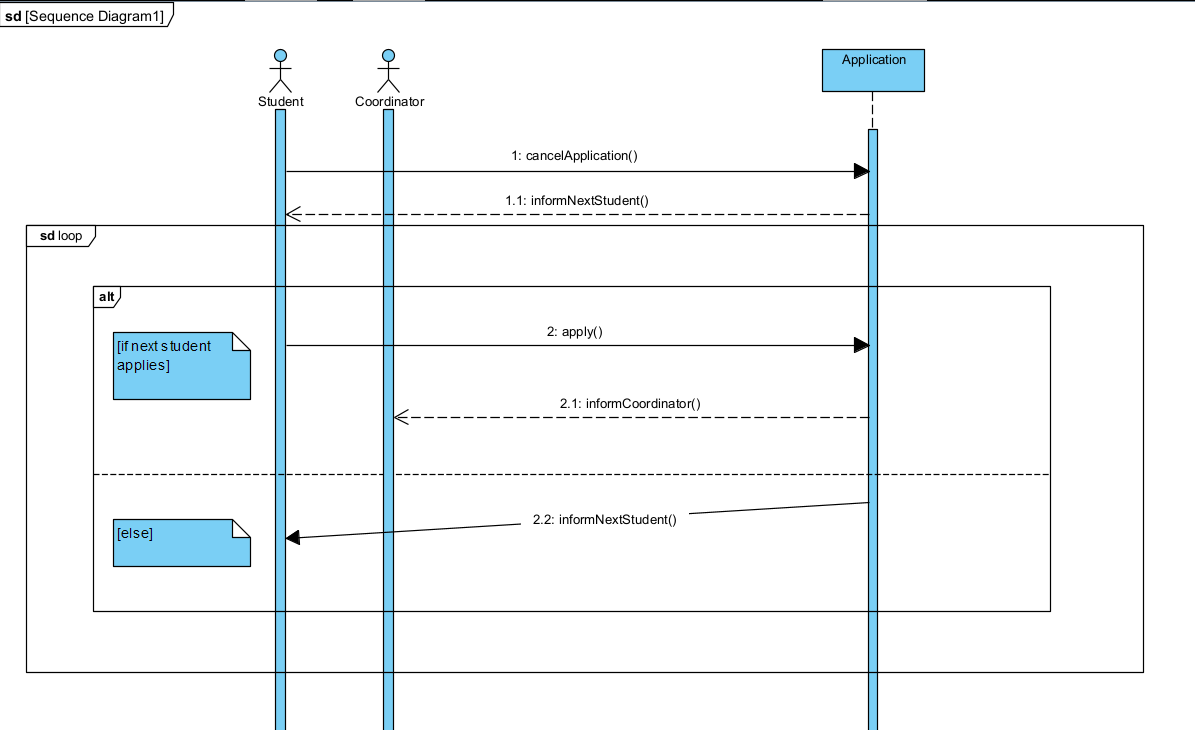 sd [Sequence Diagram1]
Student
Coordinator
Application
1: cancelApplication()
1.1: informNextStudent()
sd loop
alt
[if next student
applies]
2: apply()
2.1: informCoordinator()
[else]
2.2: informNextStudent()